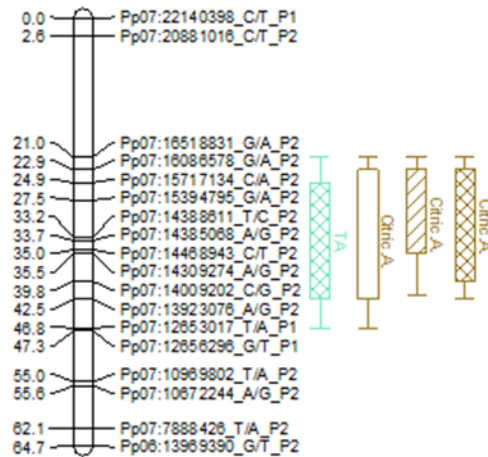 0.0 Pp07:22140398_C/T_P1
2.6 Pp07:20881016_C/T_P2
21.0 Pp07:16518831_G/A_P2
22.9 Pp07:16086578_G/A_P2
24.9 Pp07:15717134_C/A_P2
27.5 Pp07:15394795_G/A_P2
33.2 Pp07:14388611_T/C_P2
33.7 Pp07:14385068_A/G_P2
35.0 Pp07:14468943_C/T_P2
35.5 Pp07:14309274_A/G_P2
39.8 Pp07:14009202_C/G_P2
42.5 Pp07:13923076_A/G_P2
46.8 Pp07:12653017_T/A_P1
47.3 Pp07:12656296_G/T_P1
55.0 Pp07:10969802_T/A_P2
55.6 Pp07:10672244_A/G_P2
62.1 Pp07:7888426_T/A_P2
64.7 Pp06:13969390_G/T_P2
TA
Citric A.
Citric A.
Citric A.